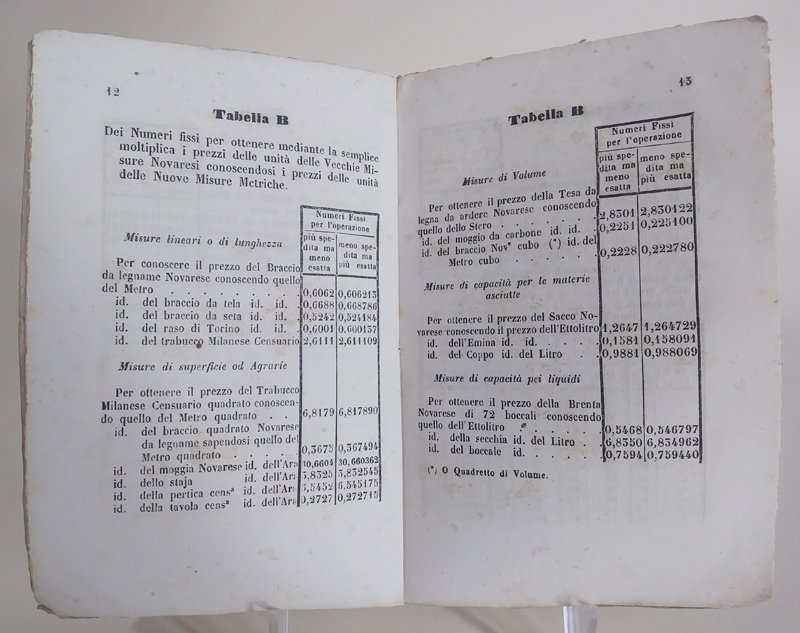 12
Tabella B
Dei Numeri fissi per ottenere mediante la semplice
moltiplica i prezzi delle unità delle Vecchie Mi-
sure Novaresi conoscendosi i prezzi delle unità
delle Nuove Misure Metriche.
Numeri Fissi
per l'operazione
più spe-
dita ma
meno
esatta
meno spe-
dita ma
più esatta
Misure lineari o di lunghezza
Per conoscere il prezzo del Braccio
da legname Novarese conoscendo quello
del Metro . . . . . . . . 0,6062 0,606213
id. del braccio da tela id. id. . 0,6688 0,668786
id. del braccio da seta id. id. . 0,5242 0,524184
id. del raso di Torino id. id. . 0,6001 0,600137
id. del trabucco Milanese Censuario 2,6111 2,611109
Misure di superficie od Agrarie
Per ottenere il prezzo del Trabucco
Milanese Censuario quadrato conoscen-
do quello del Metro quadrato . . 6,8179 6,817890
id. del braccio quadrato Novarese
da legname sapendosi quello del
Metro quadrato . . . . 0,3675 0,367494
id. del moggia Novarese id. dell'Ara 30,6604 30,660362
id. dello staja id. dell'Ara 3,8325 3,832545
id. della pertica censa id. dell'Ara 6,5452 6,545175
id. della tavola censa id. dell'Ara 0,2727 0,272715
13
Tabella B
Numeri Fissi
per l'operazione
più spe-
dita ma
meno
esatta
meno spe-
dita ma
più esatta
Misure di Volume
Per ottenere il prezzo della Tesa da
legna da ardere Novarese conoscendo
quello dello Stero . . . . . . 2,8301 2,830122
id. del moggio da carbone id. id. . 0,2251 0,225100
id. del braccio Nov° cubo (*) id. del
Metro cubo . . . . . . 0,2228 0,222780
Misure di capacità per le materie
asciutte
Per ottenere il prezzo del Sacco No-
varese conoscendo il prezzo dell'Ettolitro 1,2647 1,264729
id. dell'Emina id. id. . . . . 0,1581 0,158091
id. del Coppo id. del Litro . . 0,9881 0,988069
Misure di capacità pei liquidi
Per ottenere il prezzo della Brenta
Novarese di 72 boccali conoscendo
quello dell'Ettolitro . . . . . 0,5468 0,546797
id. della secchia id. del Litro . . 6,8350 6,834962
id. del boccale id. . . . . . 0,7594 0,759440
(*) O Quadretto di Volume.